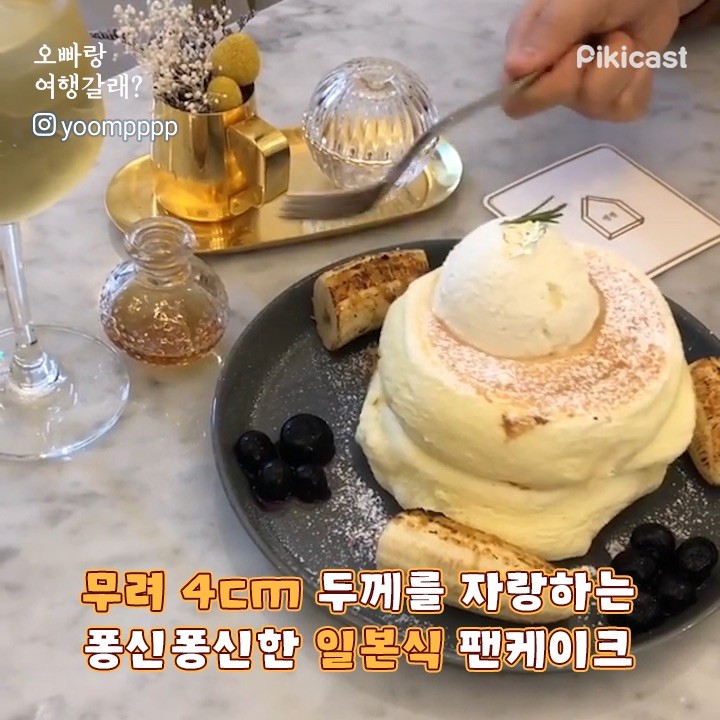 오빠랑
여행갈래?
yoompppp
Pikicast
무려 4cm 두께를 자랑하는
퐁신퐁신한 일본식 팬케이크